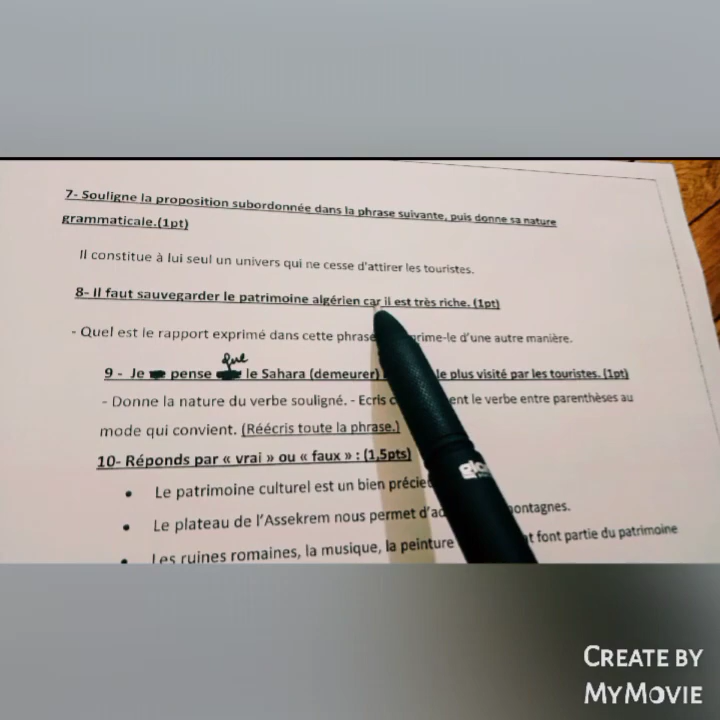 7- Souligne la proposition subordonnée dans la phrase suivante, puis donne sa nature
grammaticale.(1pt)
Il constitue à lui seul un univers qui ne cesse d'attirer les touristes.
8- Il faut sauvegarder le patrimoine algérien car il est très riche. (1pt)
- Quel est le rapport exprimé dans cette phrase d'une autre manière.
que
9 - Je pense le Sahara (demeurer) le plus visité par les touristes. (1pt)
- Donne la nature du verbe souligné. - Ecris le verbe entre parenthèses au
mode qui convient. (Réécris toute la phrase.)
10- Réponds par « vrai » ou « faux » : (1,5pts)
• Le patrimoine culturel est un bien
• Le plateau de l'Assekrem nous permet
• Les ruines romaines, la musique, la peinture font partie du patrimoine
CREATE BY
MYMOVIE